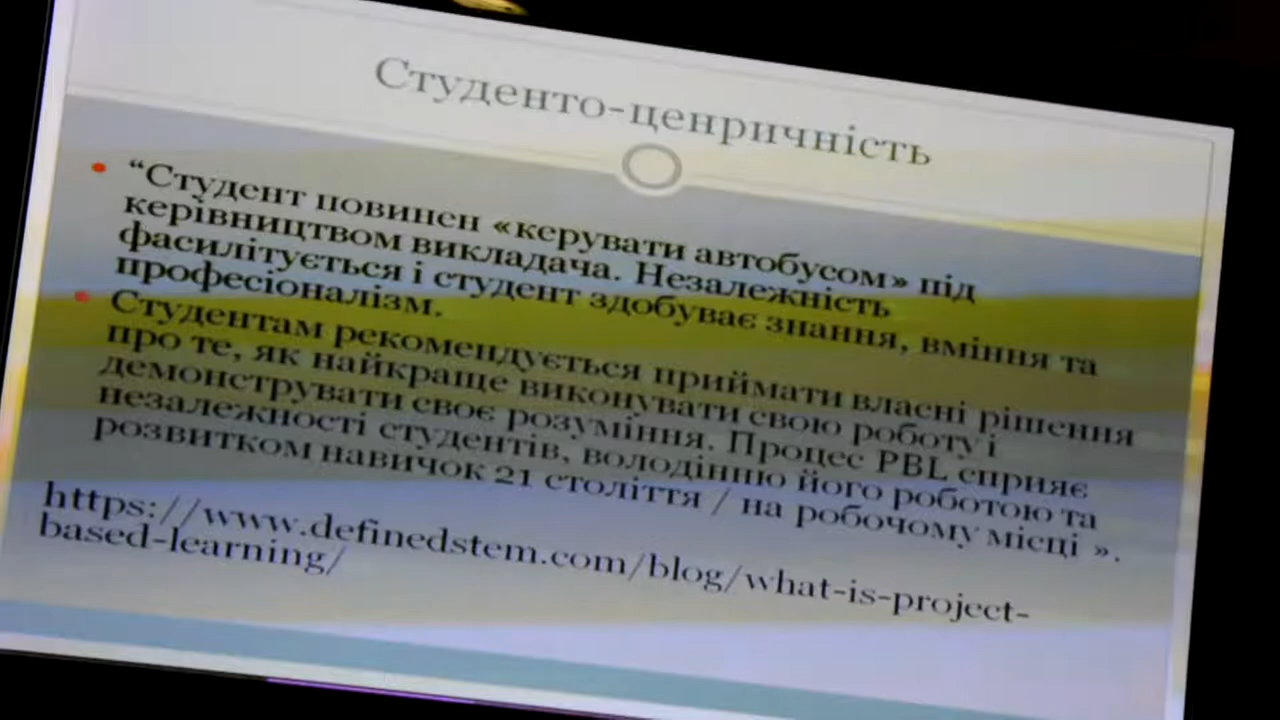 Студенто-ценричність
“Студент повинен «керувати автобусом» під
керівництвом викладача. Незалежність
фасилітується і студент здобуває знання, вміння та
професіоналізм.
Студентам рекомендується приймати власні рішення
про те, як найкраще виконувати свою роботу і
демонструвати своє розуміння. Процес PBL сприяє
незалежності студентів, володінню його роботою та
розвитком навичок 21 століття / на робочому місці ».
https://www.definedstem.com/blog/what-is-project-
based-learning/